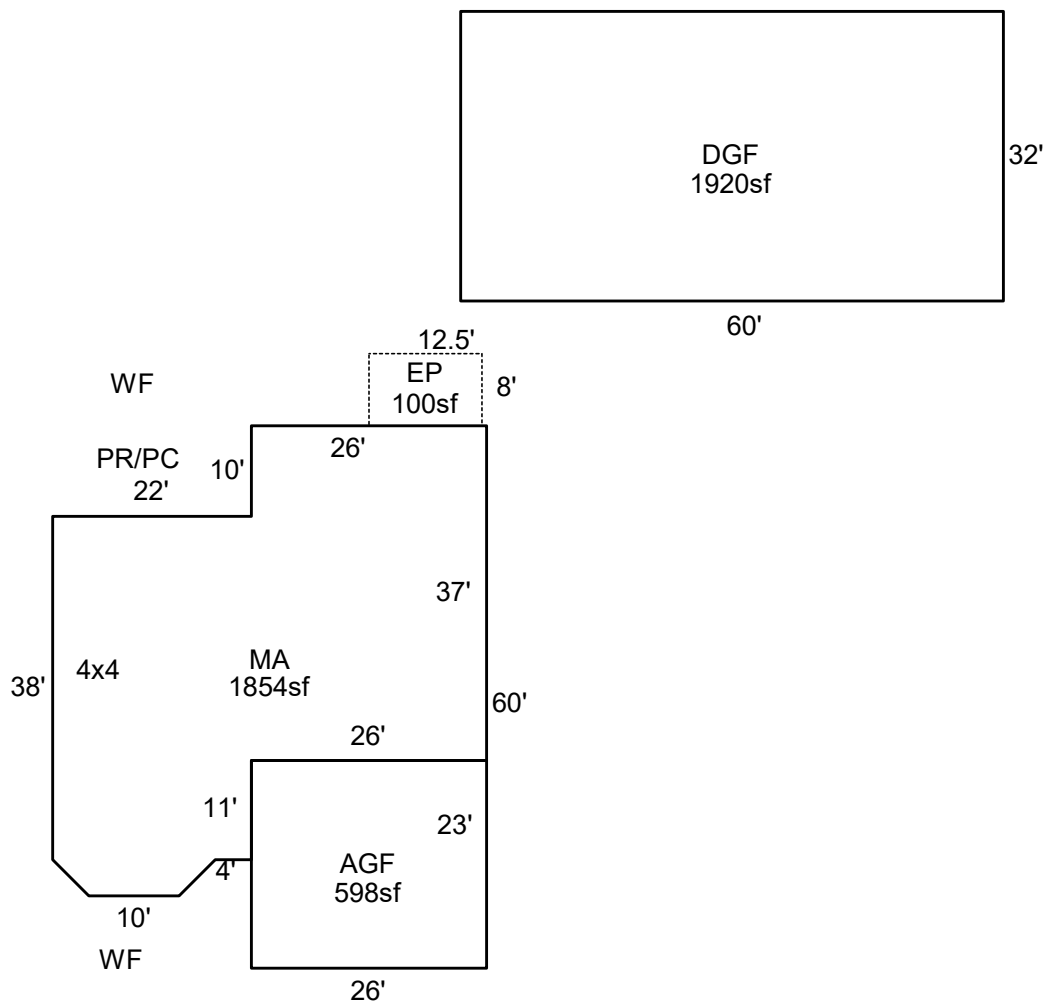 DGF
1920sf
32'
60'
12.5'
EP
100sf
8'
WF
26'
PR/PC
22'
10'
37'
38'
4x4
MA
1854sf
60'
26'
11'
23'
4'
AGF
598sf
10'
WF
26'